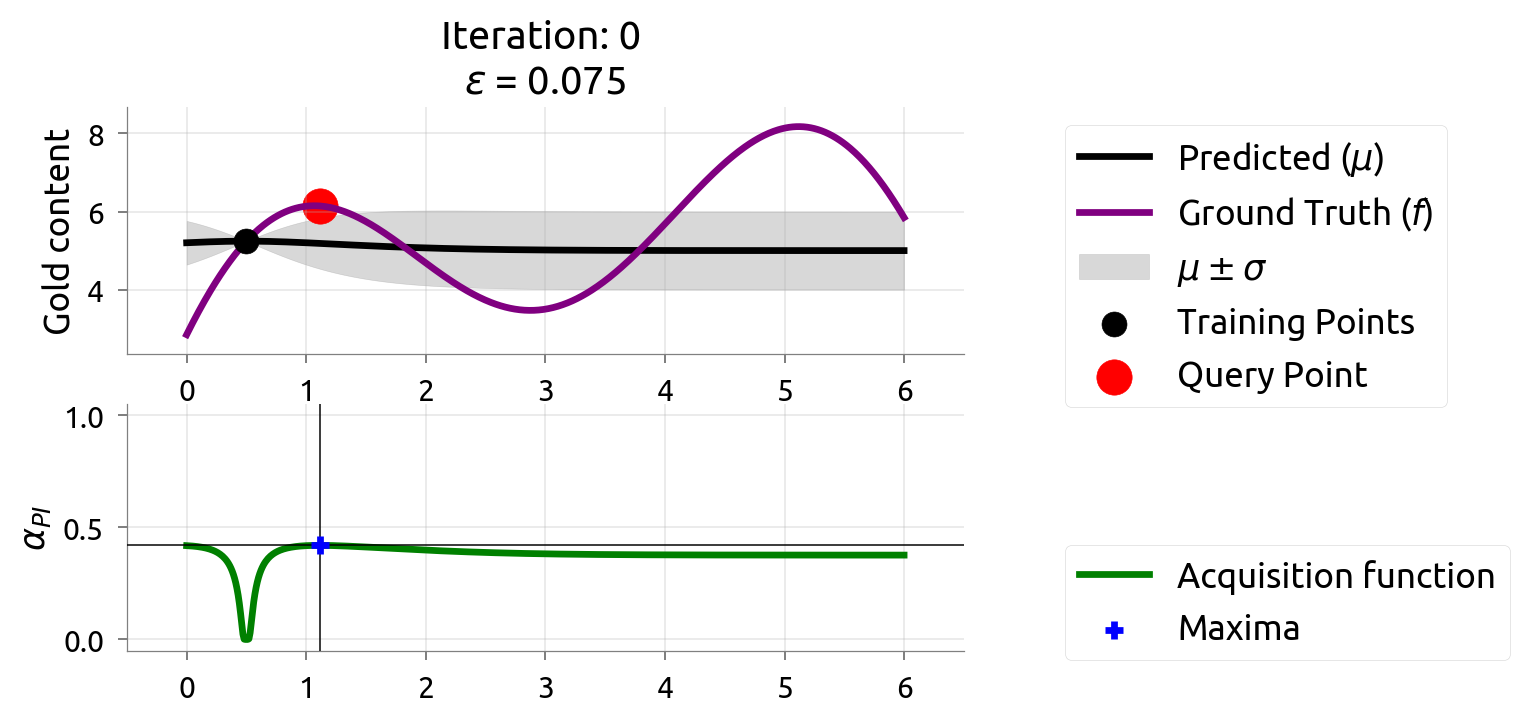 Iteration: 0
ε = 0.075
Gold content
8
6
4
0 1 2 3 4 5 6
Predicted (μ)
Ground Truth (f)
μ ± σ
Training Points
Query Point
α_PI
1.0
0.5
0.0
0 1 2 3 4 5 6
Acquisition function
Maxima